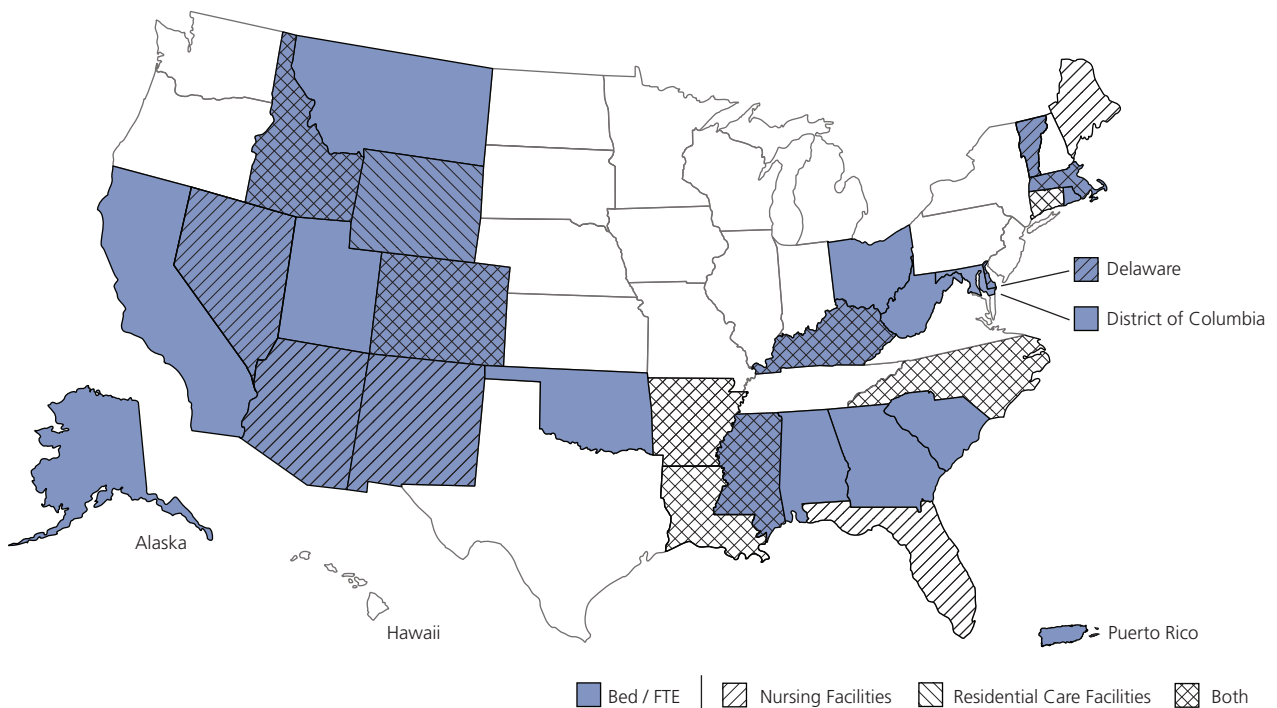 Delaware
District of Columbia
Alaska
Hawaii
Puerto Rico
Bed / FTE | Nursing Facilities Residential Care Facilities Both